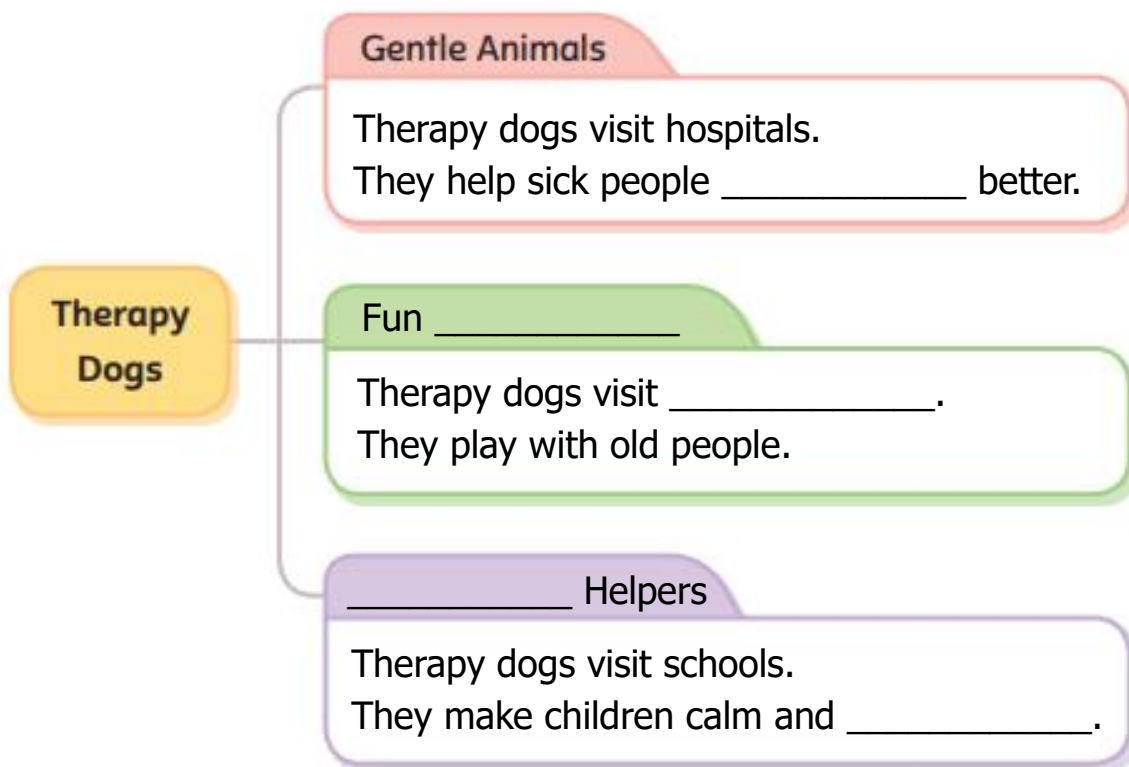 Gentle Animals
Therapy dogs visit hospitals.
They help sick people ____________ better.
Therapy
Dogs
Fun ____________
Therapy dogs visit _____________.
They play with old people.
___________ Helpers
Therapy dogs visit schools.
They make children calm and ____________.